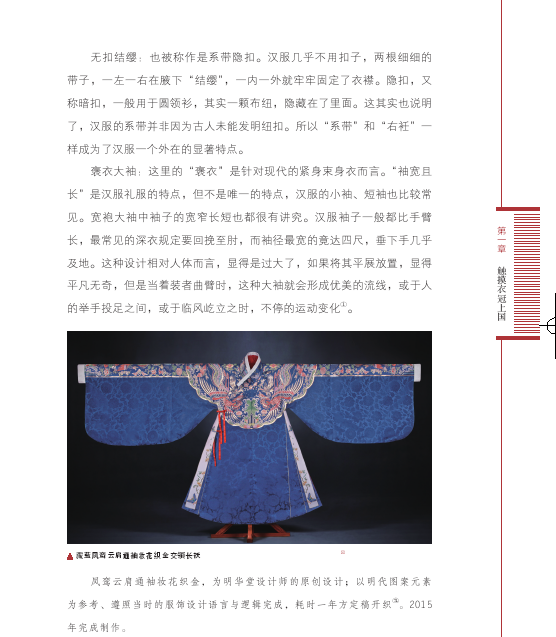 无扣结缨：也被称作是系带隐扣。汉服几乎不用扣子，两根细细的
带子，一左一右在腋下“结缨”，一内一外就牢牢固定了衣襟。隐扣，又
称暗扣，一般用于圆领衫，其实一颗布纽，隐藏在了里面。这其实也说明
了，汉服的系带并非因为古人未能发明纽扣。所以“系带”和“右衽”一
样成为了汉服一个外在的显著特点。
褒衣大袖：这里的“褒衣”是针对现代的紧身束身衣而言。“袖宽且
长”是汉服礼服的特点，但不是唯一的特点，汉服的小袖、短袖也比较常
见。宽袍大袖中袖子的宽窄长短也都很有讲究。汉服袖子一般都比手臂
长，最常见的深衣规定要回挽至肘，而袖径最宽的竟达四尺，垂下手几乎
及地。这种设计相对人体而言，显得是过大了，如果将其平展放置，显得
平凡无奇，但是当着装者曲臂时，这种大袖就会形成优美的流线，或于人
的举手投足之间，或于临风屹立之时，不停的运动变化①。
第一章 触摸衣冠上国
凤鸾云肩通袖妆花织金交领长袄
凤鸾云肩通袖妆花织金，为明华堂设计师的原创设计；以明代图案元素
为参考、遵照当时的服饰设计语言与逻辑完成，耗时一年方定稿开织②。2015
年完成制作。